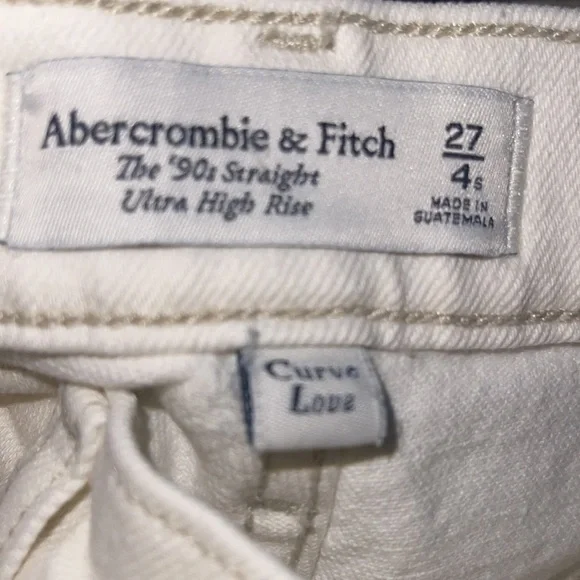 Abercrombie & Fitch
The '90s Straight
Ultra High Rise
27
4s
MADE IN
GUATEMALA
Curve
Love